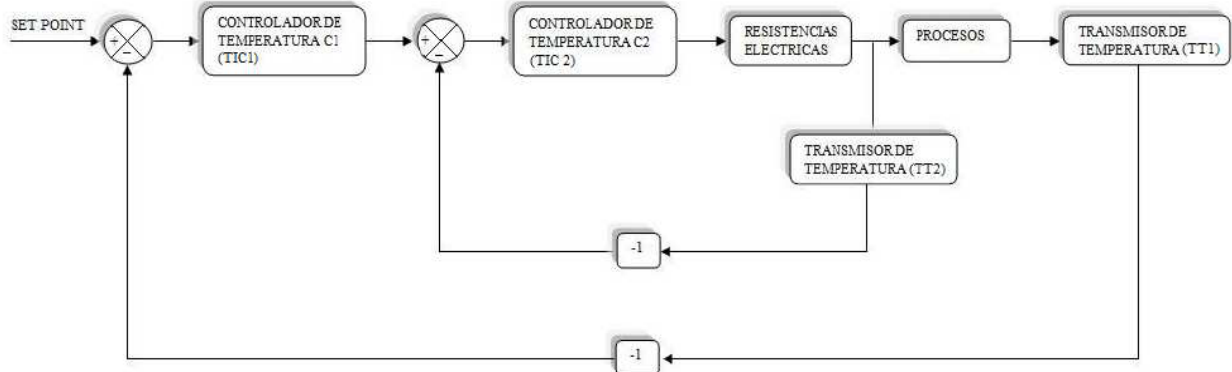 SET POINT
+
−
CONTROLADOR DE
TEMPERATURA C1
(TIC1)
+
−
CONTROLADOR DE
TEMPERATURA C2
(TIC 2)
RESISTENCIAS
ELECTRICAS
PROCESOS
TRANSMISOR DE
TEMPERATURA (TT1)
TRANSMISOR DE
TEMPERATURA (TT2)
-1
-1